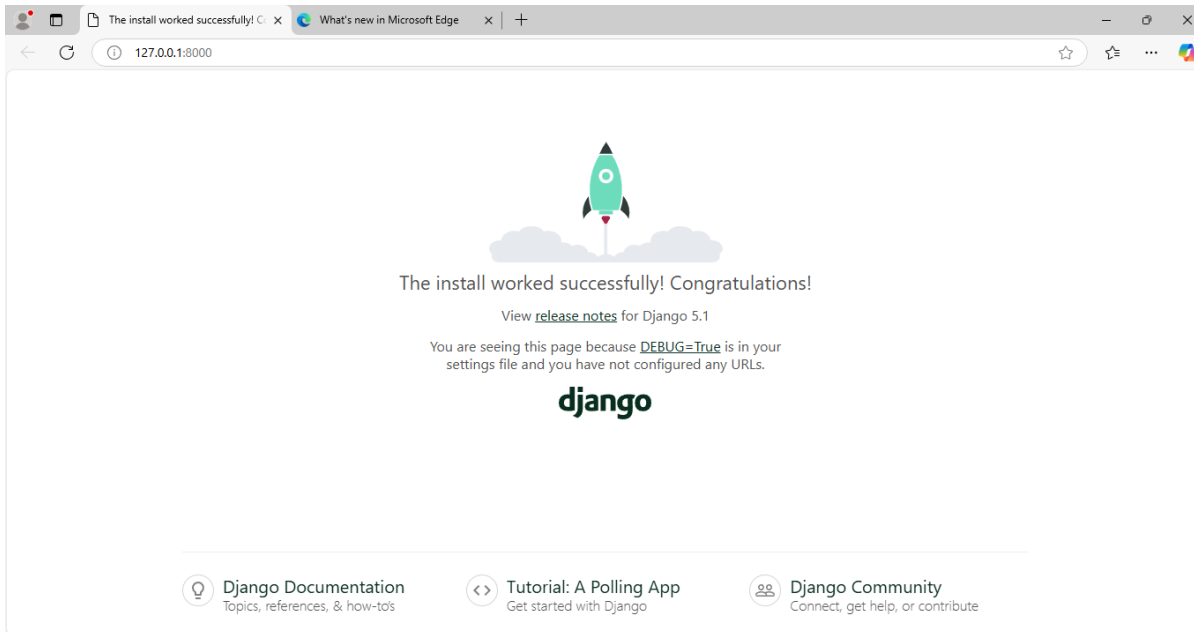 The install worked successfully! C
What's new in Microsoft Edge
127.0.0.1:8000
The install worked successfully! Congratulations!
View release notes for Django 5.1
You are seeing this page because DEBUG=True is in your
settings file and you have not configured any URLs.
django
Django Documentation
Topics, references, & how-to's
Tutorial: A Polling App
Get started with Django
Django Community
Connect, get help, or contribute